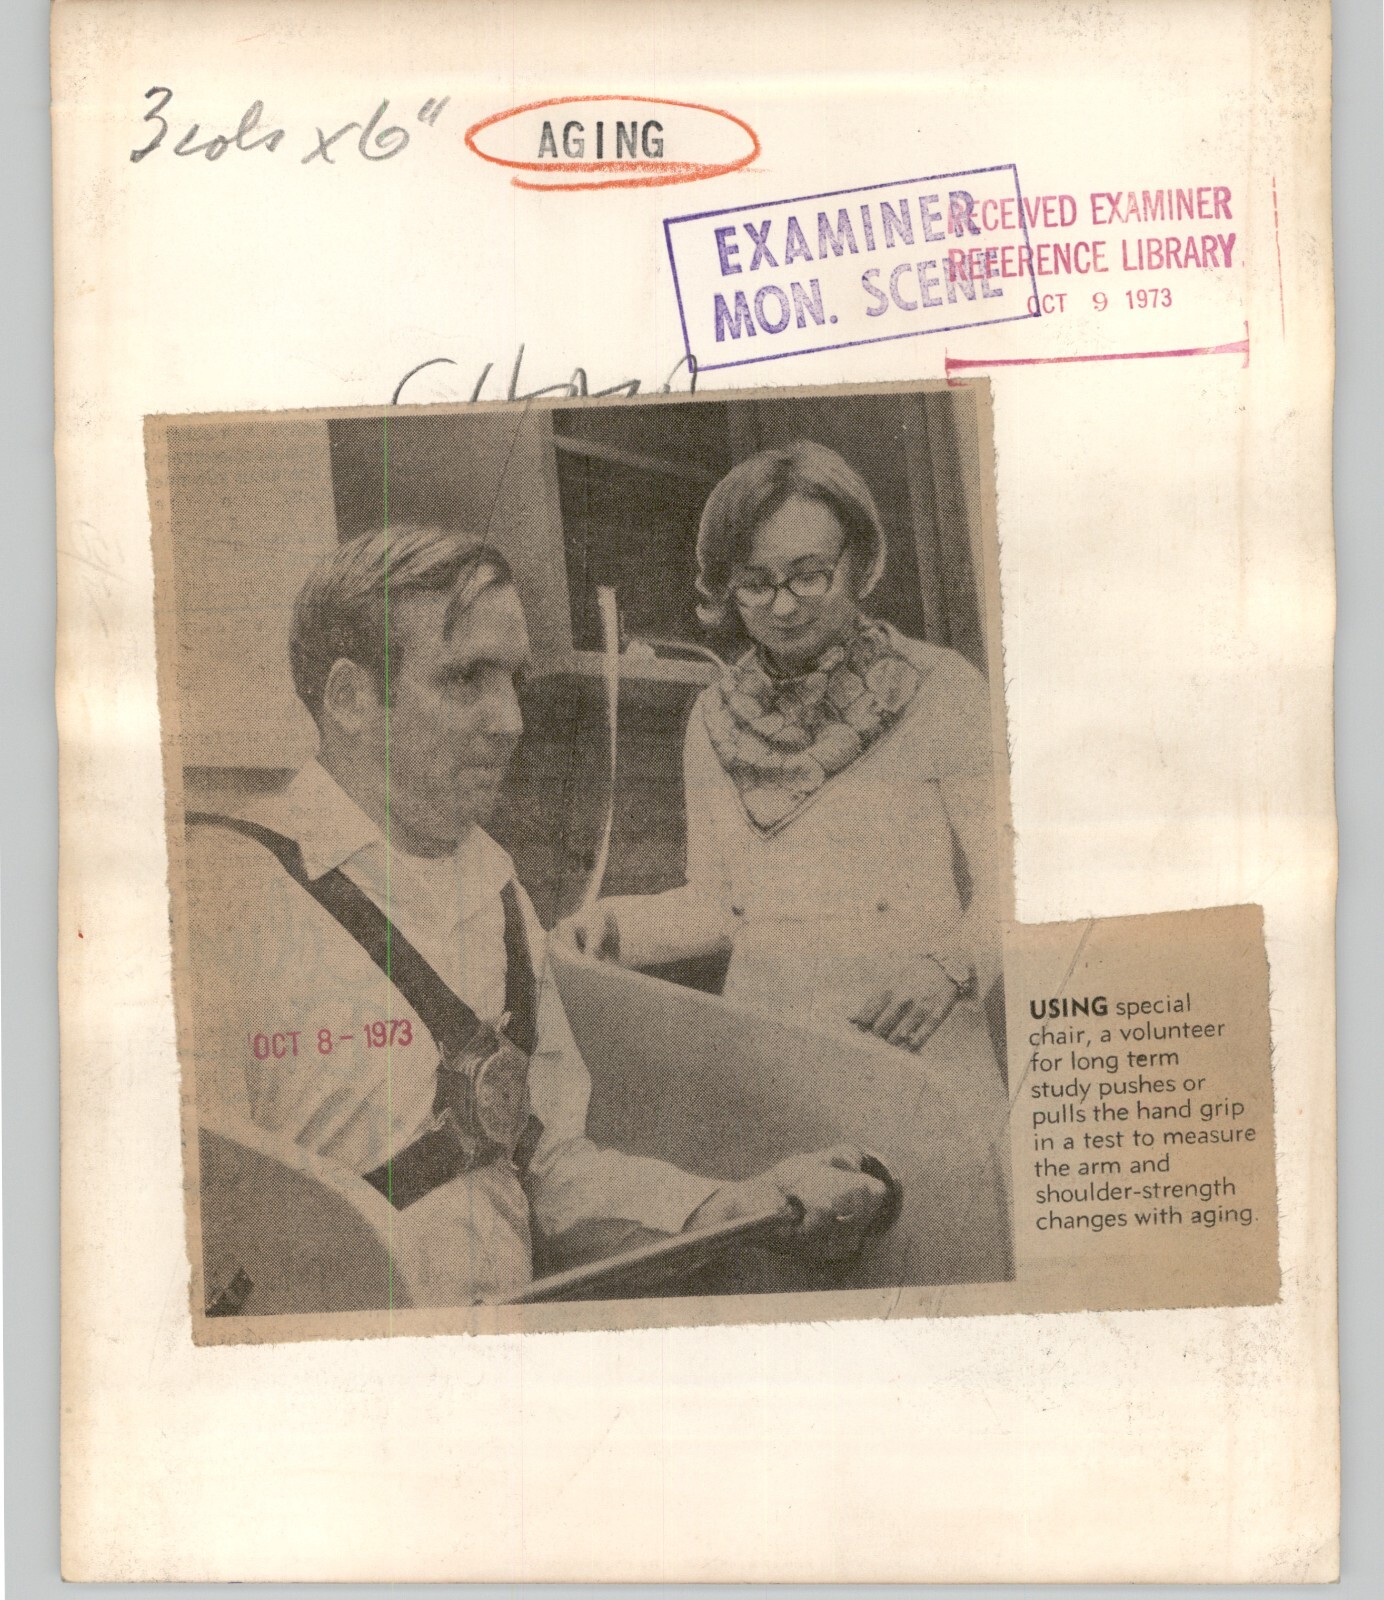 3 cols x 6"
AGING
EXAMINER
MON. SCENE
RECEIVED EXAMINER
REFERENCE LIBRARY
OCT 9 1973
OCT 8 - 1973
USING special
chair, a volunteer
for long term
study pushes or
pulls the hand grip
in a test to measure
the arm and
shoulder-strength
changes with aging.